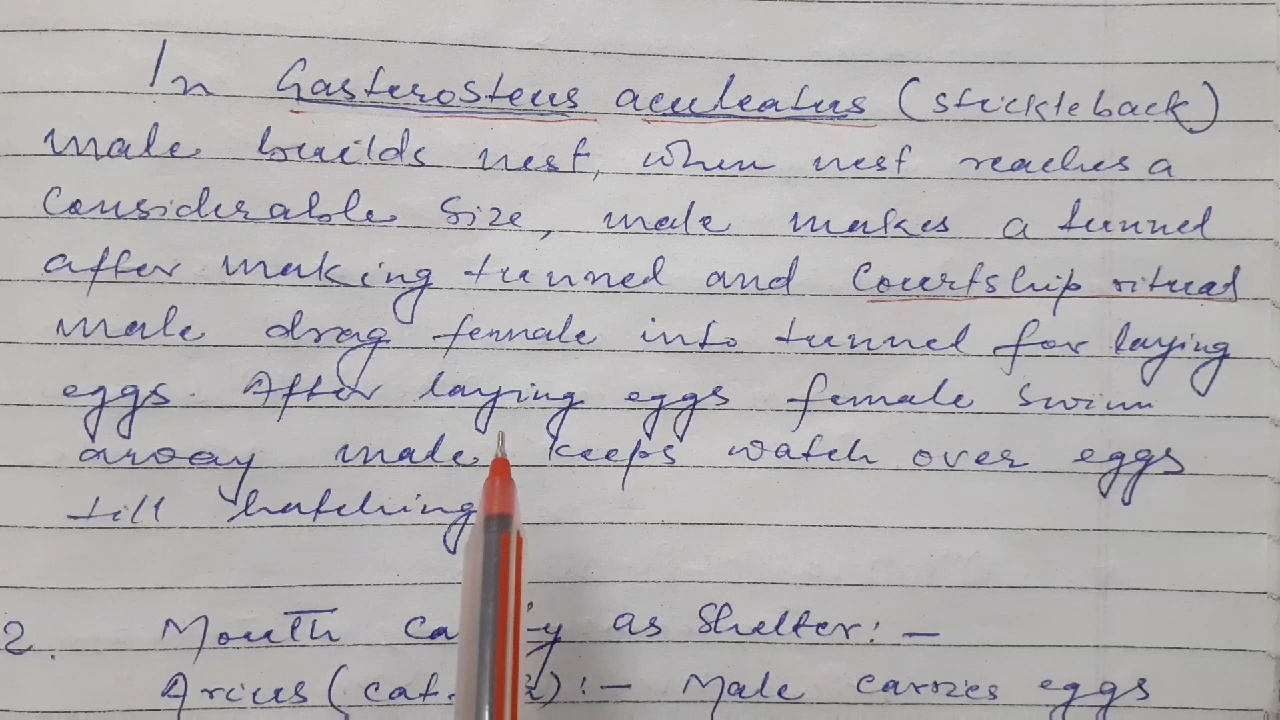 In Gasterosteus aculeatus (stickleback)
male builds nest, when nest reaches a
considerable size, male makes a tunnel
after making tunnel and courtship ritual
male drag female into tunnel for laying
eggs. After laying eggs female swim
away male keeps watch over eggs
till hatching
2. Mouth as Shelter:-
Arius ( :- Male carries eggs